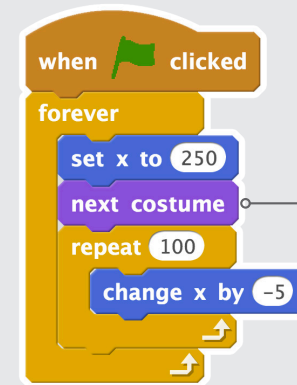 when clicked
forever
set x to 250
next costume
repeat 100
change x by -5